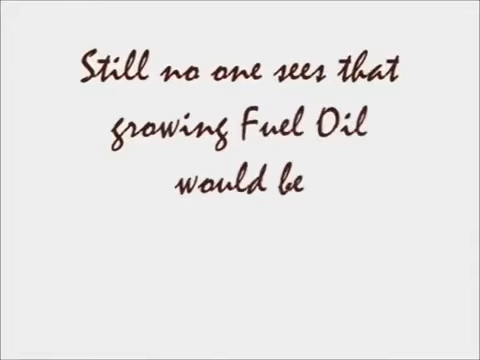 Still no one sees that
growing Fuel Oil
would be